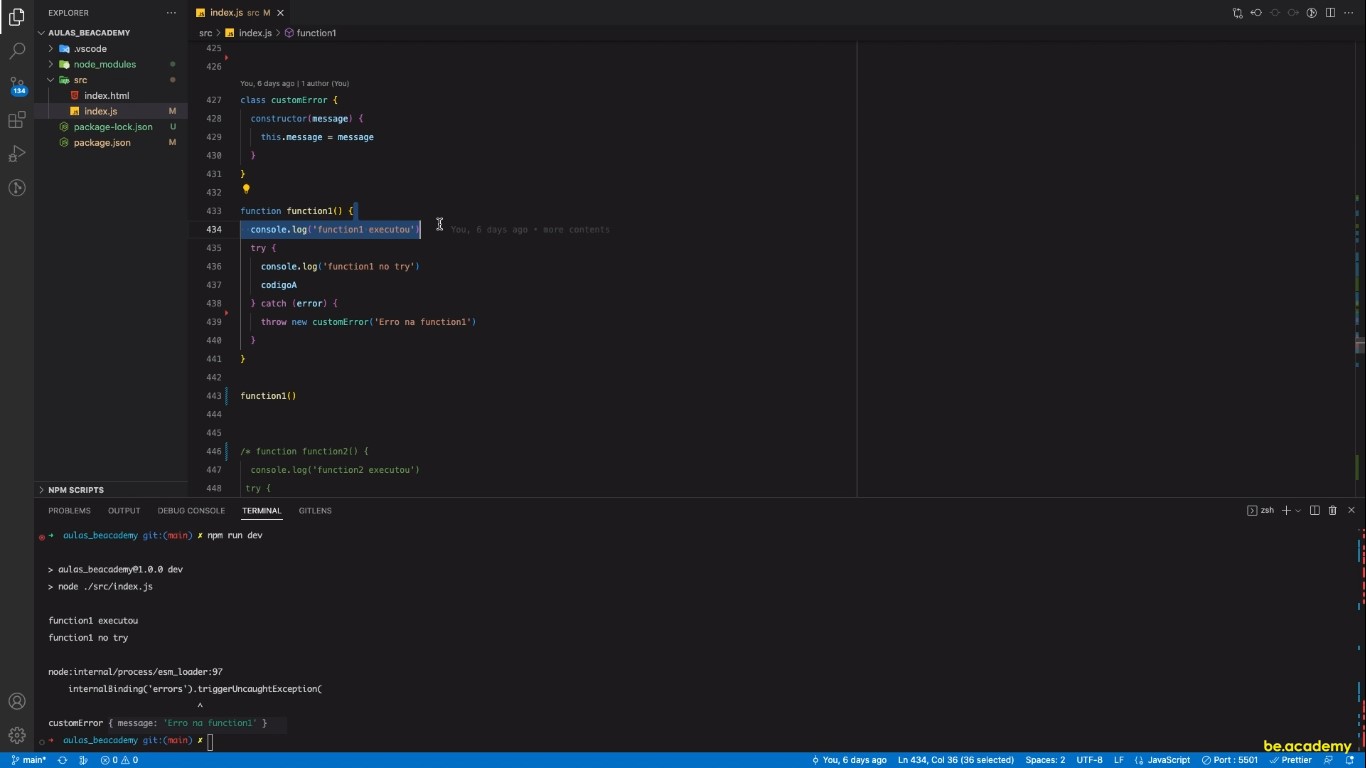 EXPLORER
AULAS_BEACADEMY
.vscode
node_modules
src
index.html
index.js M
package-lock.json U
package.json M
NPM SCRIPTS
134
index.js src M
src > index.js > function1
425
426
You, 6 days ago | 1 author (You)
427 class customError {
428 constructor(message) {
429 this.message = message
430 }
431 }
432
433 function function1() {
434 console.log('function1 executou') You, 6 days ago • more contents
435 try {
436 console.log('function1 no try')
437 codigoA
438 } catch (error) {
439 throw new customError('Erro na function1')
440 }
441 }
442
443 function1()
444
445
446 /* function function2() {
447 console.log('function2 executou')
448 try {
PROBLEMS OUTPUT DEBUG CONSOLE TERMINAL GITLENS
zsh
aulas_beacademy git:(main) ✗ npm run dev
> aulas_beacademy@1.0.0 dev
> node ./src/index.js
function1 executou
function1 no try
node:internal/process/esm_loader:97
internalBinding('errors').triggerUncaughtException(
^
customError { message: 'Erro na function1' }
aulas_beacademy git:(main) ✗
be.academy
main* 0 0 You, 6 days ago Ln 434, Col 36 (36 selected) Spaces: 2 UTF-8 LF JavaScript Port : 5501 Prettier